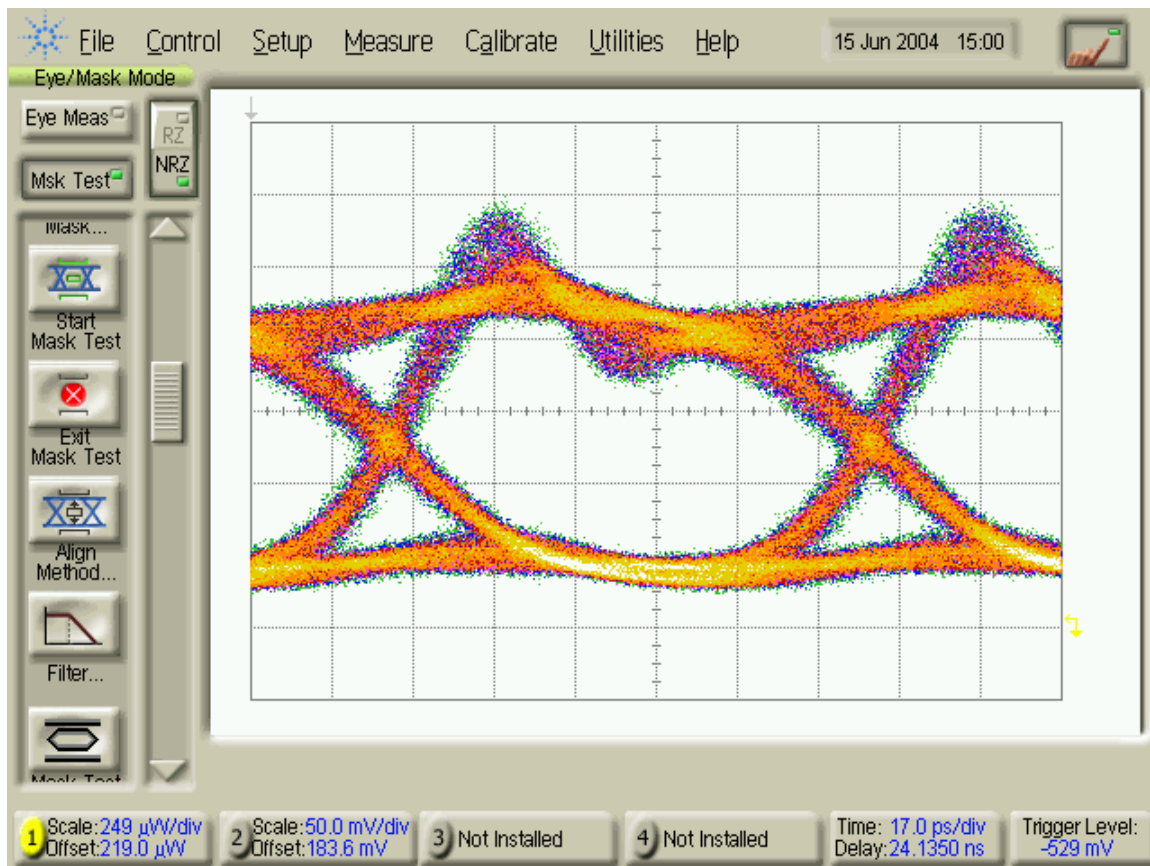 File Control Setup Measure Calibrate Utilities Help 15 Jun 2004 15:00
Eye/Mask Mode
Eye Meas
RZ
NRZ
Msk Test
Mask...
Start
Mask Test
Exit
Mask Test
Align
Method...
Filter...
Mask Test
1 Scale:249 µW/div
Offset:219.0 µW
2 Scale:50.0 mV/div
Offset:183.6 mV
3 Not Installed
4 Not Installed
Time: 17.0 ps/div
Delay:24.1350 ns
Trigger Level:
-529 mV